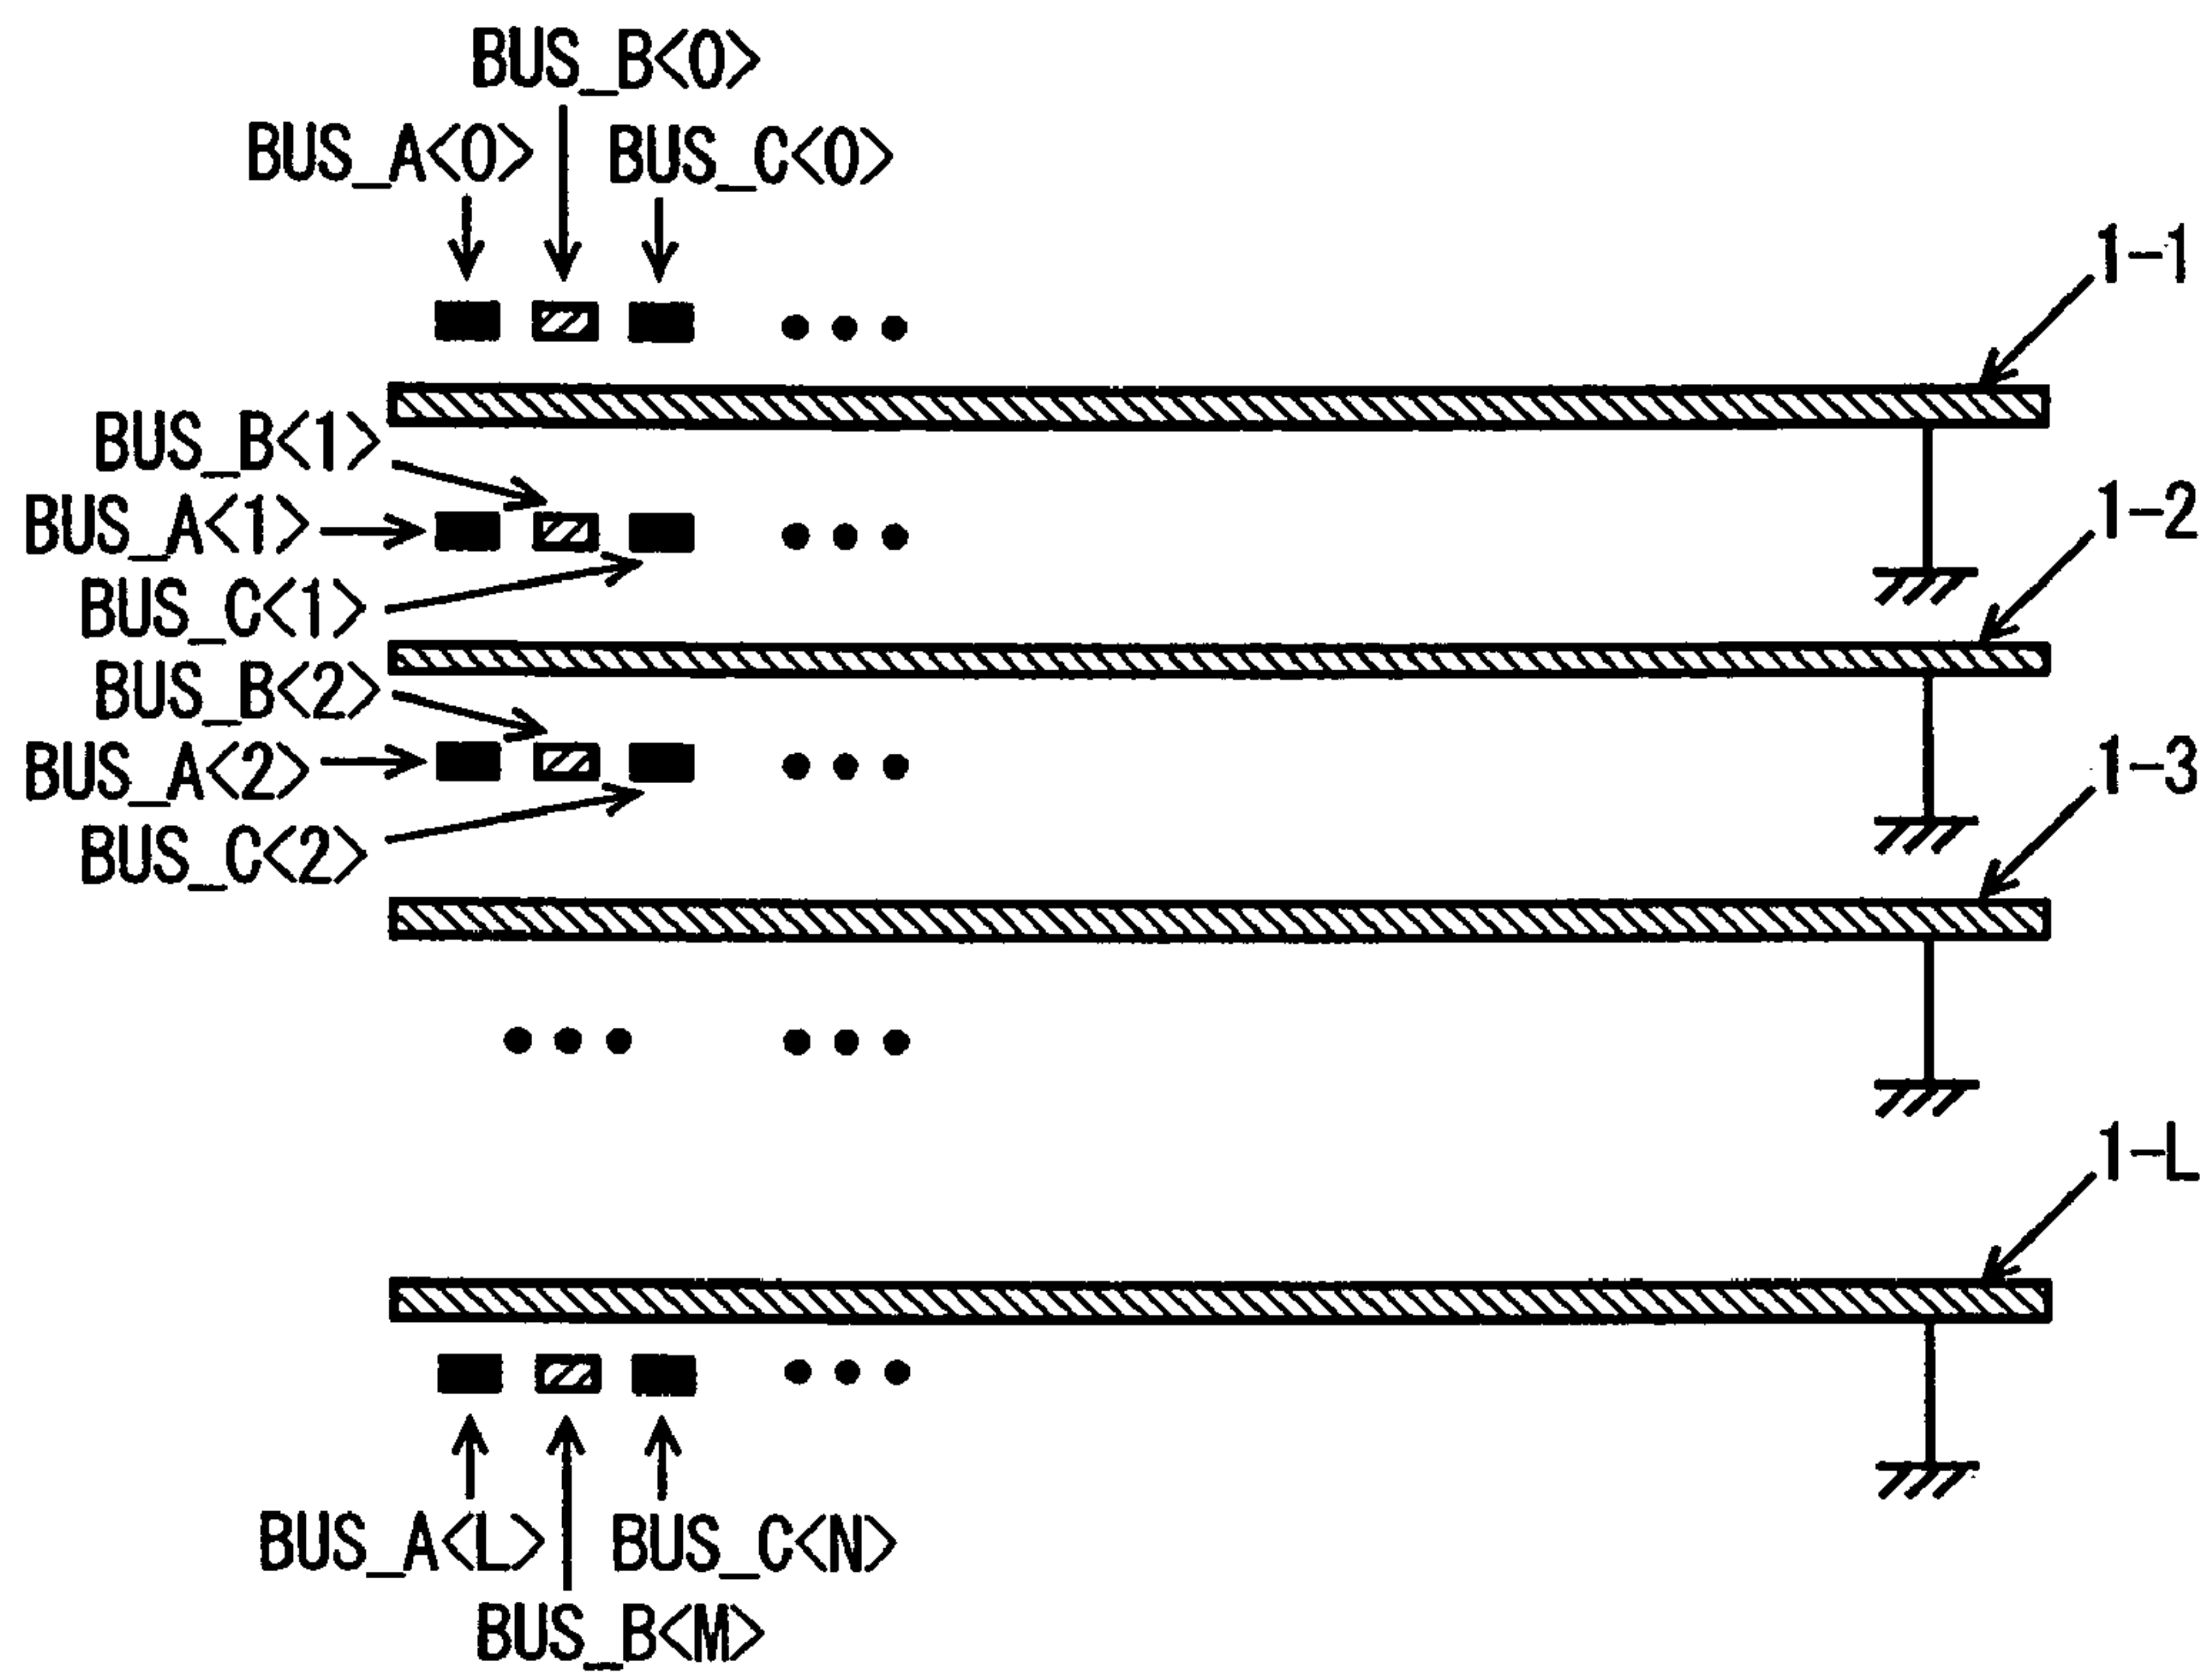 BUS_B<0>
BUS_A<0>
BUS_C<0>
1-1
BUS_B<1>
1-2
BUS_A<1>
BUS_C<1>
BUS_B<2>
1-3
BUS_A<2>
BUS_C<2>
1-L
BUS_A<L>
BUS_C<N>
BUS_B<M>